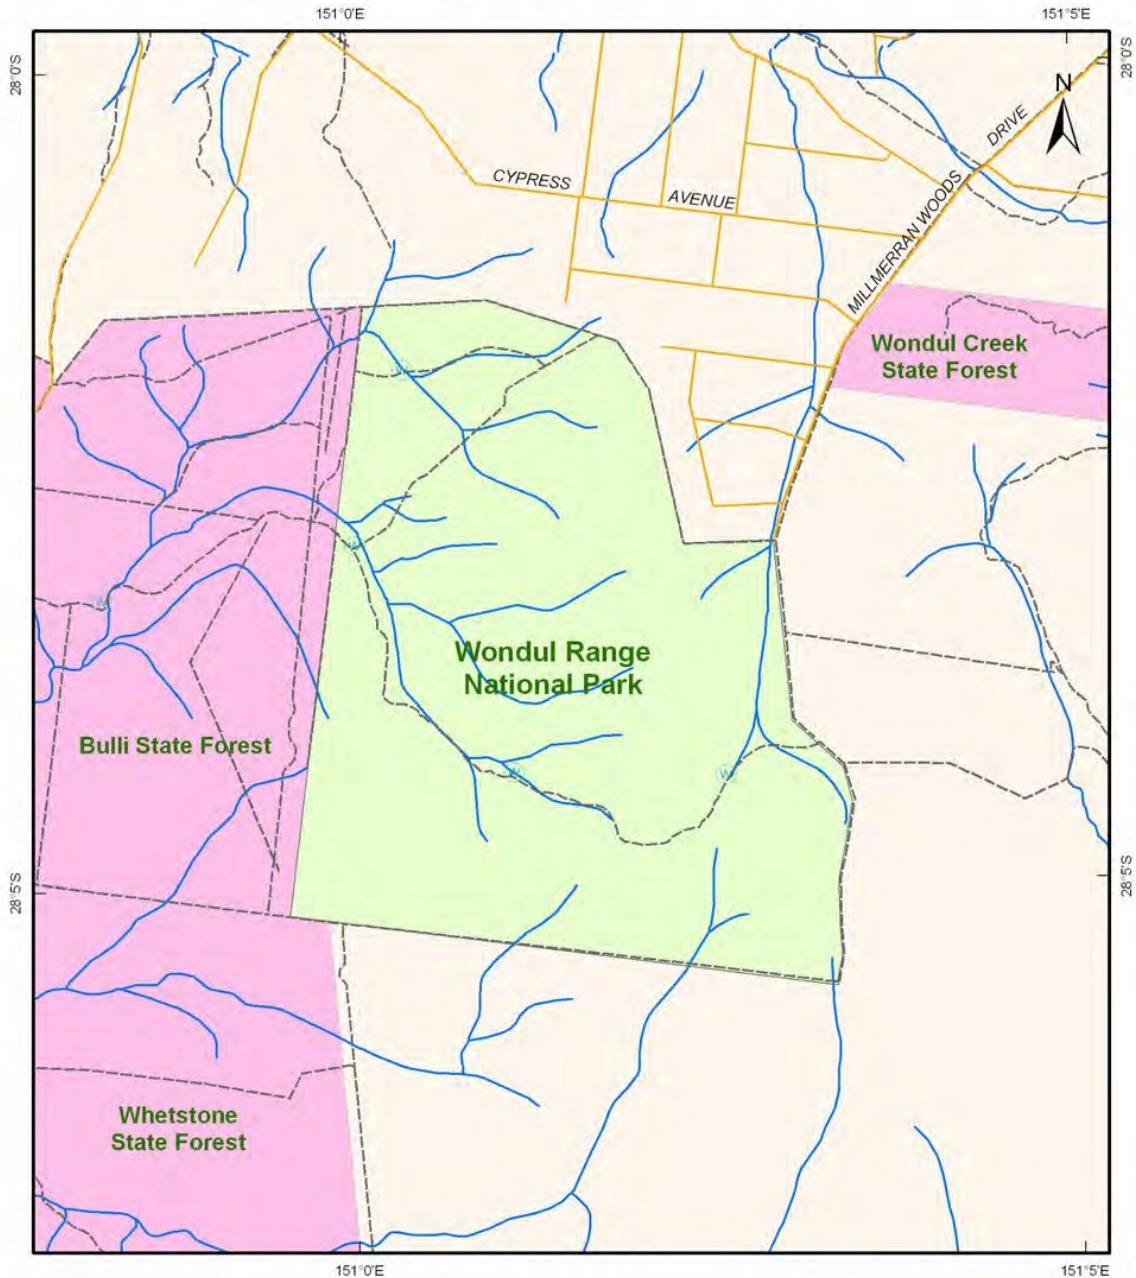 151°0'E
151°5'E
28°0'S
28°0'S
N
DRIVE
CYPRESS
AVENUE
MILLMERRAN WOODS
Wondul Creek
State Forest
W
W
W
Wondul Range
National Park
Bulli State Forest
W
W
28°5'S
28°5'S
Whetstone
State Forest
151°0'E
151°5'E